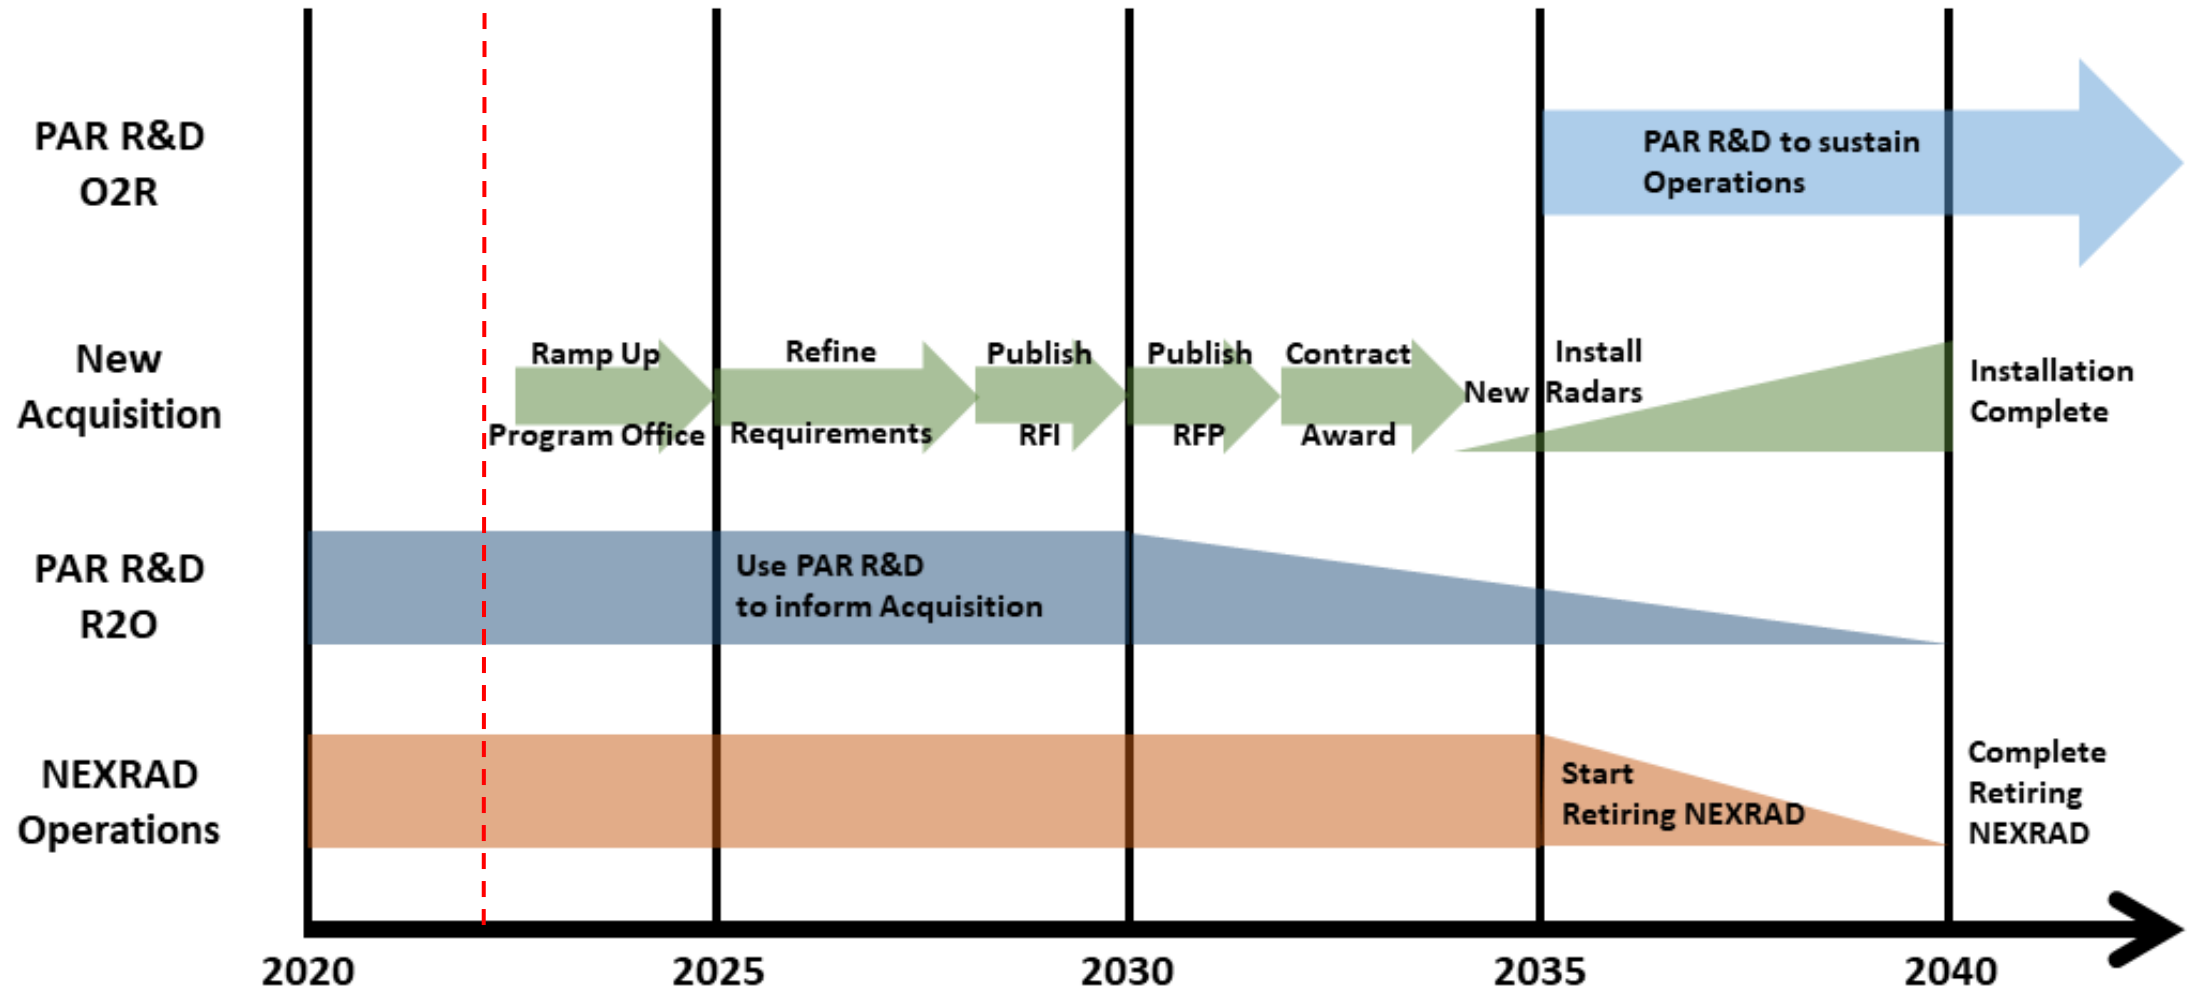 PAR R&D
O2R
PAR R&D to sustain
Operations
New
Acquisition
Ramp Up
Program Office
Refine
Requirements
Publish
RFI
Publish
RFP
Contract
Award
Install
New Radars
Installation
Complete
PAR R&D
R2O
Use PAR R&D
to inform Acquisition
NEXRAD
Operations
Start
Retiring NEXRAD
Complete
Retiring
NEXRAD
2020
2025
2030
2035
2040